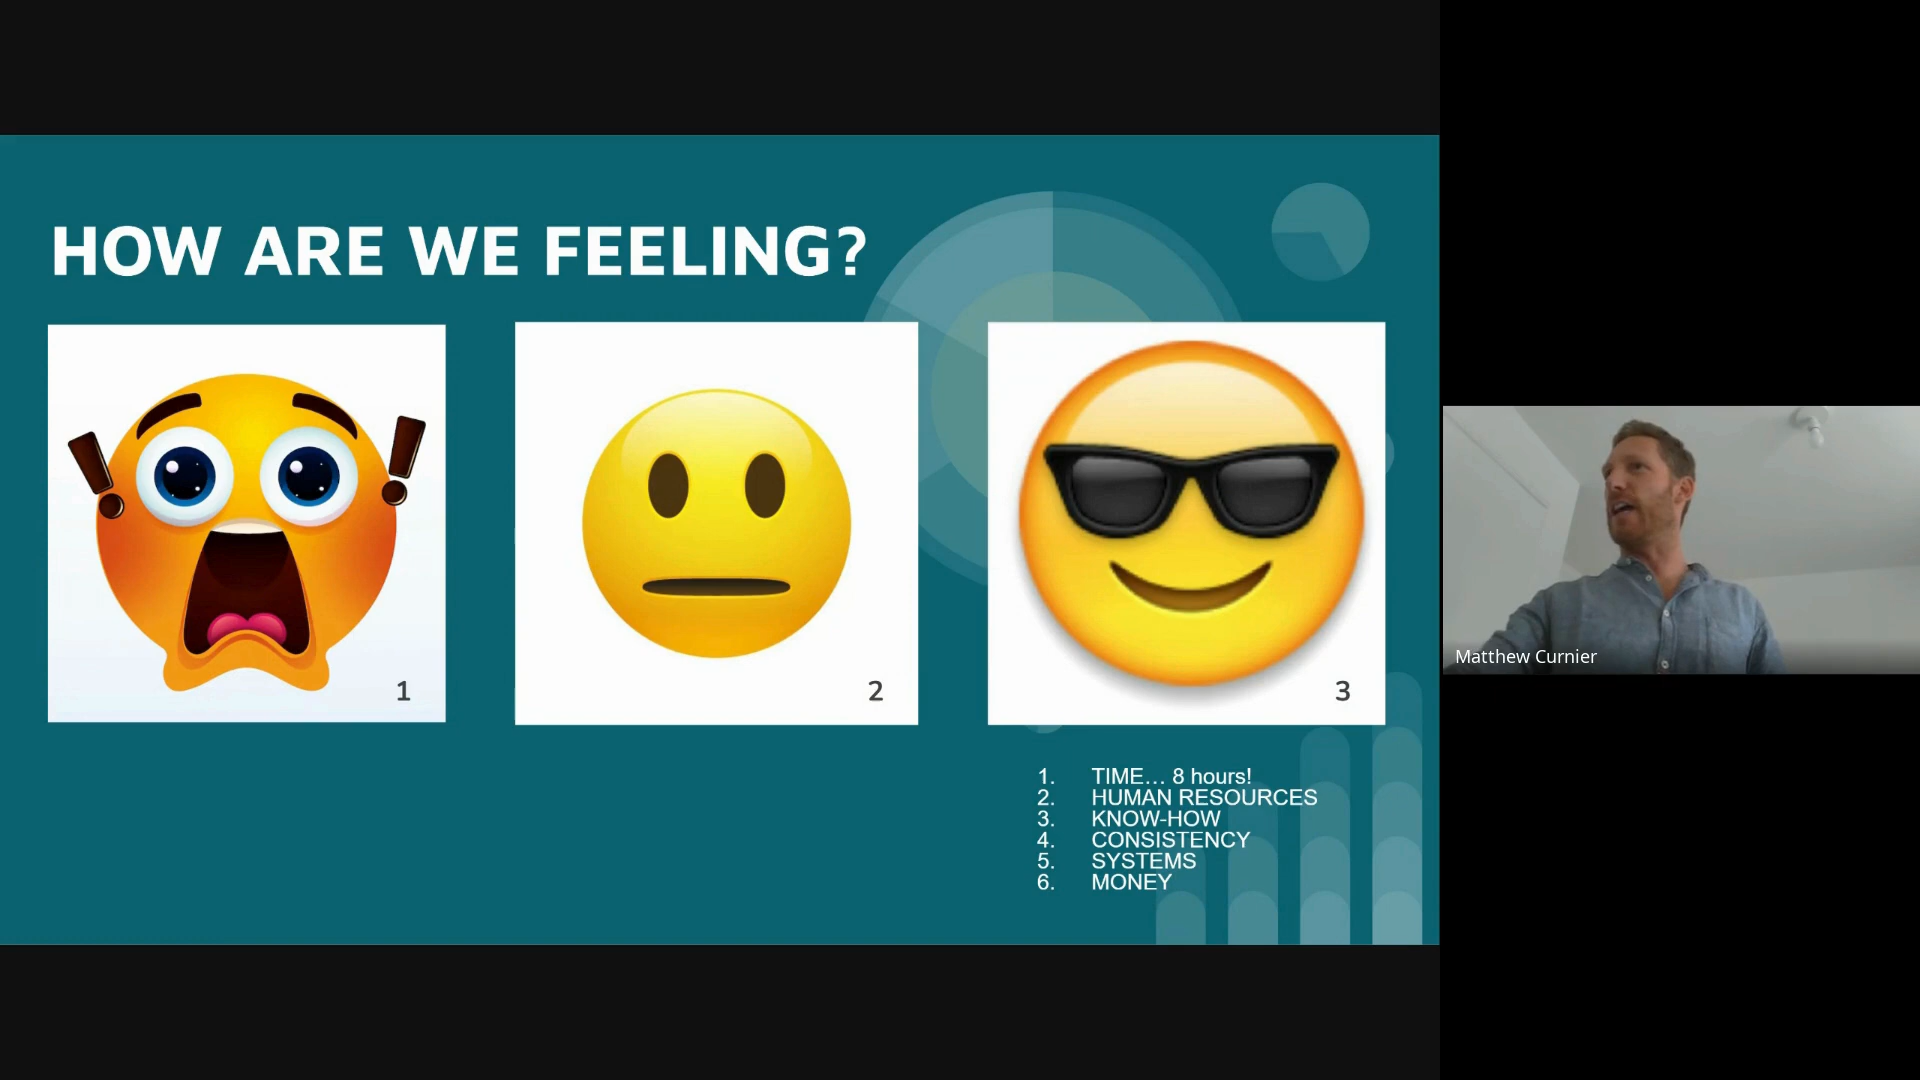 HOW ARE WE FEELING?
1
2
3
1. TIME... 8 hours!
2. HUMAN RESOURCES
3. KNOW-HOW
4. CONSISTENCY
5. SYSTEMS
6. MONEY
Matthew Curnier